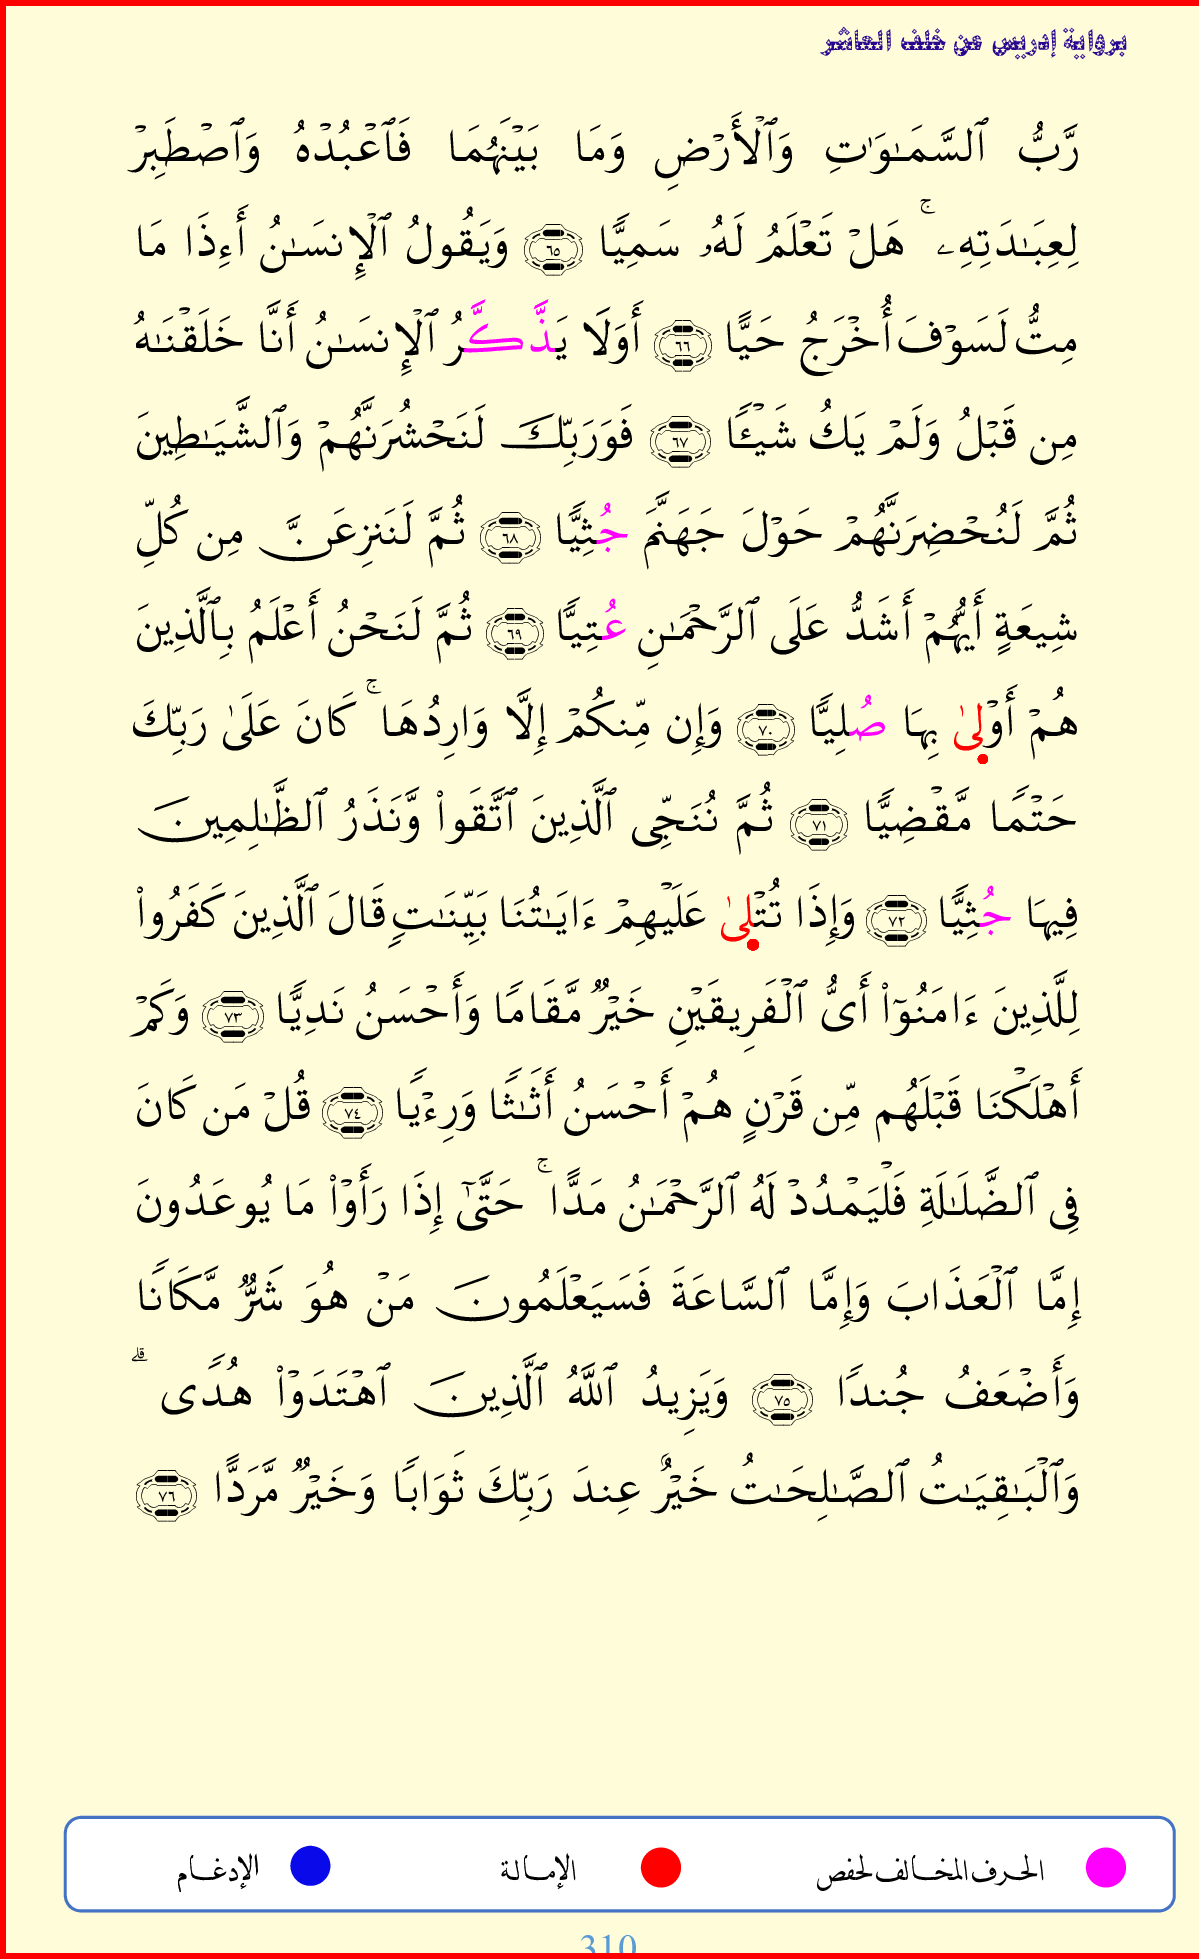 برواية إدريس عن خلف العاشر
رَّبُّ ٱلسَّمَـٰوَٰتِ وَٱلْأَرْضِ وَمَا بَيْنَهُمَا فَٱعْبُدْهُ وَٱصْطَبِرْ
لِعِبَـٰدَتِهِۦ ۚ هَلْ تَعْلَمُ لَهُۥ سَمِيًّا ٦٥ وَيَقُولُ ٱلْإِنسَـٰنُ أَءِذَا مَا
مِتُّ لَسَوْفَ أُخْرَجُ حَيًّا ٦٦ أَوَلَا يَذَّكَّرُ ٱلْإِنسَـٰنُ أَنَّا خَلَقْنَـٰهُ
مِن قَبْلُ وَلَمْ يَكُ شَيْـًٔا ٦٧ فَوَرَبِّكَ لَنَحْشُرَنَّهُمْ وَٱلشَّيَـٰطِينَ
ثُمَّ لَنُحْضِرَنَّهُمْ حَوْلَ جَهَنَّمَ جُثِيًّا ٦٨ ثُمَّ لَنَنزِعَنَّ مِن كُلِّ
شِيعَةٍ أَيُّهُمْ أَشَدُّ عَلَى ٱلرَّحْمَـٰنِ عُتِيًّا ٦٩ ثُمَّ لَنَحْنُ أَعْلَمُ بِٱلَّذِينَ
هُمْ أَوْلِىٰ بِهَا صُلِيًّا ٧٠ وَإِن مِّنكُمْ إِلَّا وَارِدُهَا ۚ كَانَ عَلَىٰ رَبِّكَ
حَتْمًا مَّقْضِيًّا ٧١ ثُمَّ نُنَجِّى ٱلَّذِينَ ٱتَّقَوا۟ وَّنَذَرُ ٱلظَّـٰلِمِينَ
فِيهَا جُثِيًّا ٧٢ وَإِذَا تُتْلِىٰ عَلَيْهِمْ ءَايَـٰتُنَا بَيِّنَـٰتٍ قَالَ ٱلَّذِينَ كَفَرُوا۟
لِلَّذِينَ ءَامَنُوٓا۟ أَىُّ ٱلْفَرِيقَيْنِ خَيْرٌ مَّقَامًا وَأَحْسَنُ نَدِيًّا ٧٣ وَكَمْ
أَهْلَكْنَا قَبْلَهُم مِّن قَرْنٍ هُمْ أَحْسَنُ أَثَـٰثًا وَرِءْيًا ٧٤ قُلْ مَن كَانَ
فِى ٱلضَّلَـٰلَةِ فَلْيَمْدُدْ لَهُ ٱلرَّحْمَـٰنُ مَدًّا ۚ حَتَّىٰٓ إِذَا رَأَوْا۟ مَا يُوعَدُونَ
إِمَّا ٱلْعَذَابَ وَإِمَّا ٱلسَّاعَةَ فَسَيَعْلَمُونَ مَنْ هُوَ شَرٌّ مَّكَانًا
وَأَضْعَفُ جُندًا ٧٥ وَيَزِيدُ ٱللَّهُ ٱلَّذِينَ ٱهْتَدَوْا۟ هُدًى ۗ
وَٱلْبَـٰقِيَـٰتُ ٱلصَّـٰلِحَـٰتُ خَيْرٌ عِندَ رَبِّكَ ثَوَابًا وَخَيْرٌ مَّرَدًّا ٧٦
الحرف المخالف لحفص الإمالة الإدغام
310